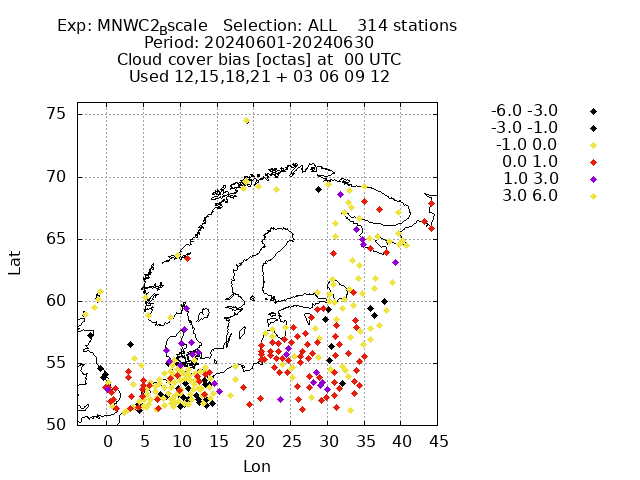 Exp: MNWC2_Bscale   Selection: ALL    314 stations
Period: 20240601-20240630
Cloud cover bias [octas] at  00 UTC
Used 12,15,18,21 + 03 06 09 12
-6.0 -3.0
-3.0 -1.0
-1.0 0.0
0.0 1.0
1.0 3.0
3.0 6.0
75
70
65
60
55
50
Lat
0 5 10 15 20 25 30 35 40 45
Lon